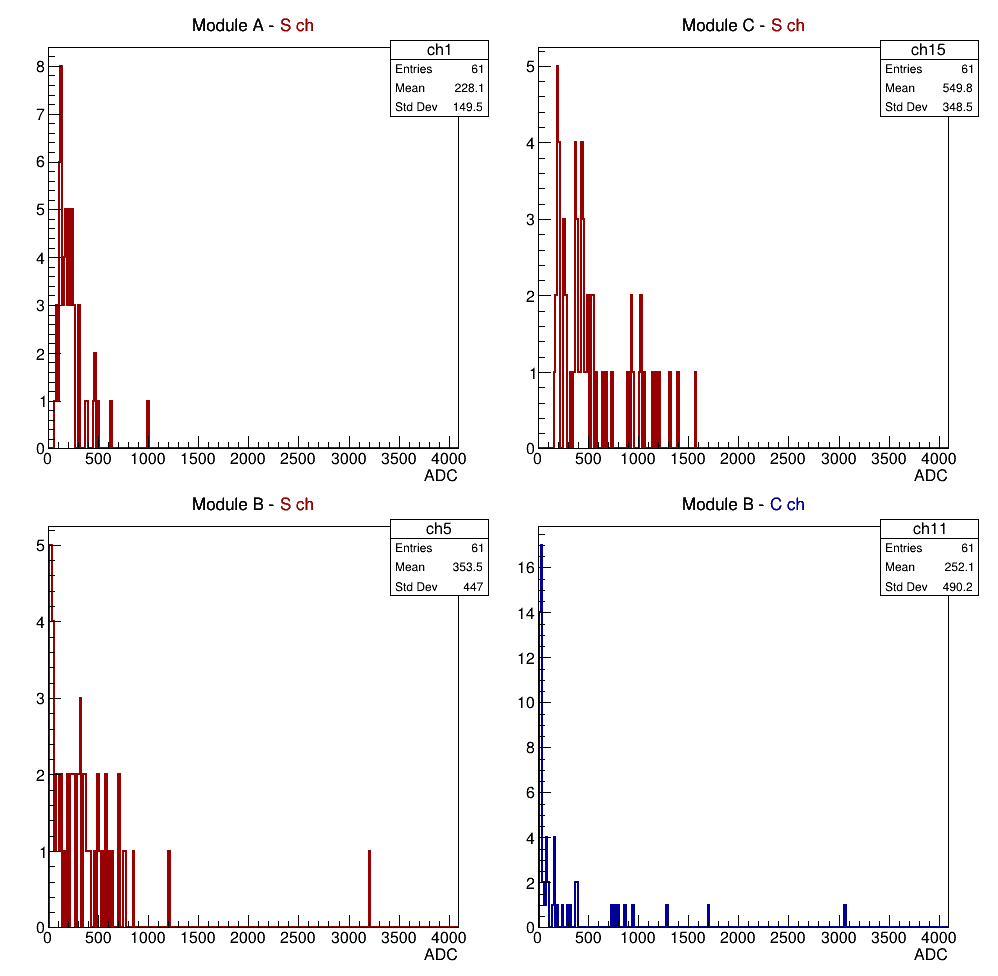 Module A - S ch
ch1
Entries 61
Mean 228.1
Std Dev 149.5
8
7
6
5
4
3
2
1
0
0 500 1000 1500 2000 2500 3000 3500 4000
ADC
Module C - S ch
ch15
Entries 61
Mean 549.8
Std Dev 348.5
5
4
3
2
1
0
0 500 1000 1500 2000 2500 3000 3500 4000
ADC
Module B - S ch
ch5
Entries 61
Mean 353.5
Std Dev 447
5
4
3
2
1
0
0 500 1000 1500 2000 2500 3000 3500 4000
ADC
Module B - C ch
ch11
Entries 61
Mean 252.1
Std Dev 490.2
16
14
12
10
8
6
4
2
0
0 500 1000 1500 2000 2500 3000 3500 4000
ADC